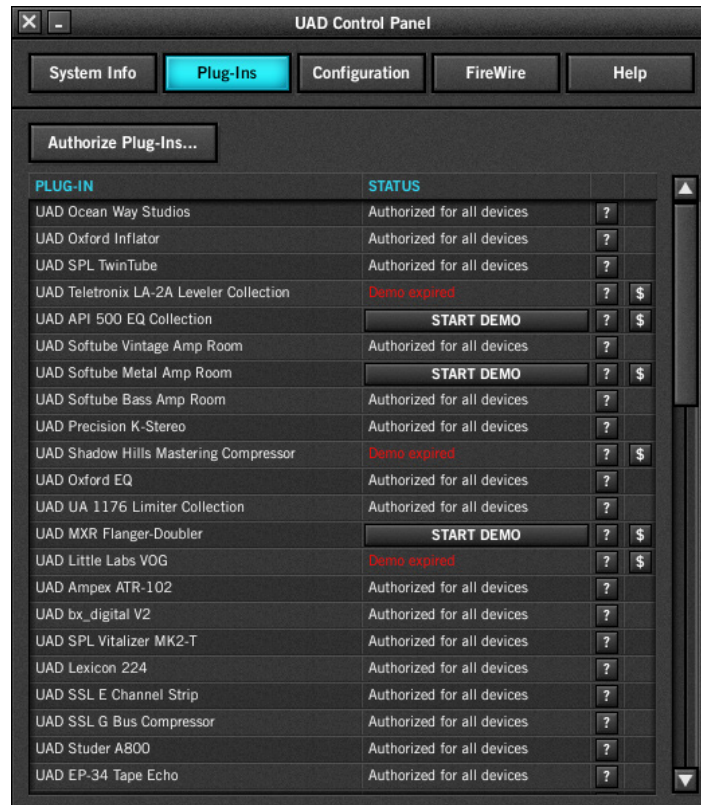 X - UAD Control Panel
System Info Plug-Ins Configuration FireWire Help
Authorize Plug-Ins...
PLUG-IN STATUS
UAD Ocean Way Studios Authorized for all devices ?
UAD Oxford Inflator Authorized for all devices ?
UAD SPL TwinTube Authorized for all devices ?
UAD Teletronix LA-2A Leveler Collection Demo expired ? $
UAD API 500 EQ Collection START DEMO ? $
UAD Softube Vintage Amp Room Authorized for all devices ?
UAD Softube Metal Amp Room START DEMO ? $
UAD Softube Bass Amp Room Authorized for all devices ?
UAD Precision K-Stereo Authorized for all devices ?
UAD Shadow Hills Mastering Compressor Demo expired ? $
UAD Oxford EQ Authorized for all devices ?
UAD UA 1176 Limiter Collection Authorized for all devices ?
UAD MXR Flanger-Doubler START DEMO ? $
UAD Little Labs VOG Demo expired ? $
UAD Ampex ATR-102 Authorized for all devices ?
UAD bx_digital V2 Authorized for all devices ?
UAD SPL Vitalizer MK2-T Authorized for all devices ?
UAD Lexicon 224 Authorized for all devices ?
UAD SSL E Channel Strip Authorized for all devices ?
UAD SSL G Bus Compressor Authorized for all devices ?
UAD Studer A800 Authorized for all devices ?
UAD EP-34 Tape Echo Authorized for all devices ?